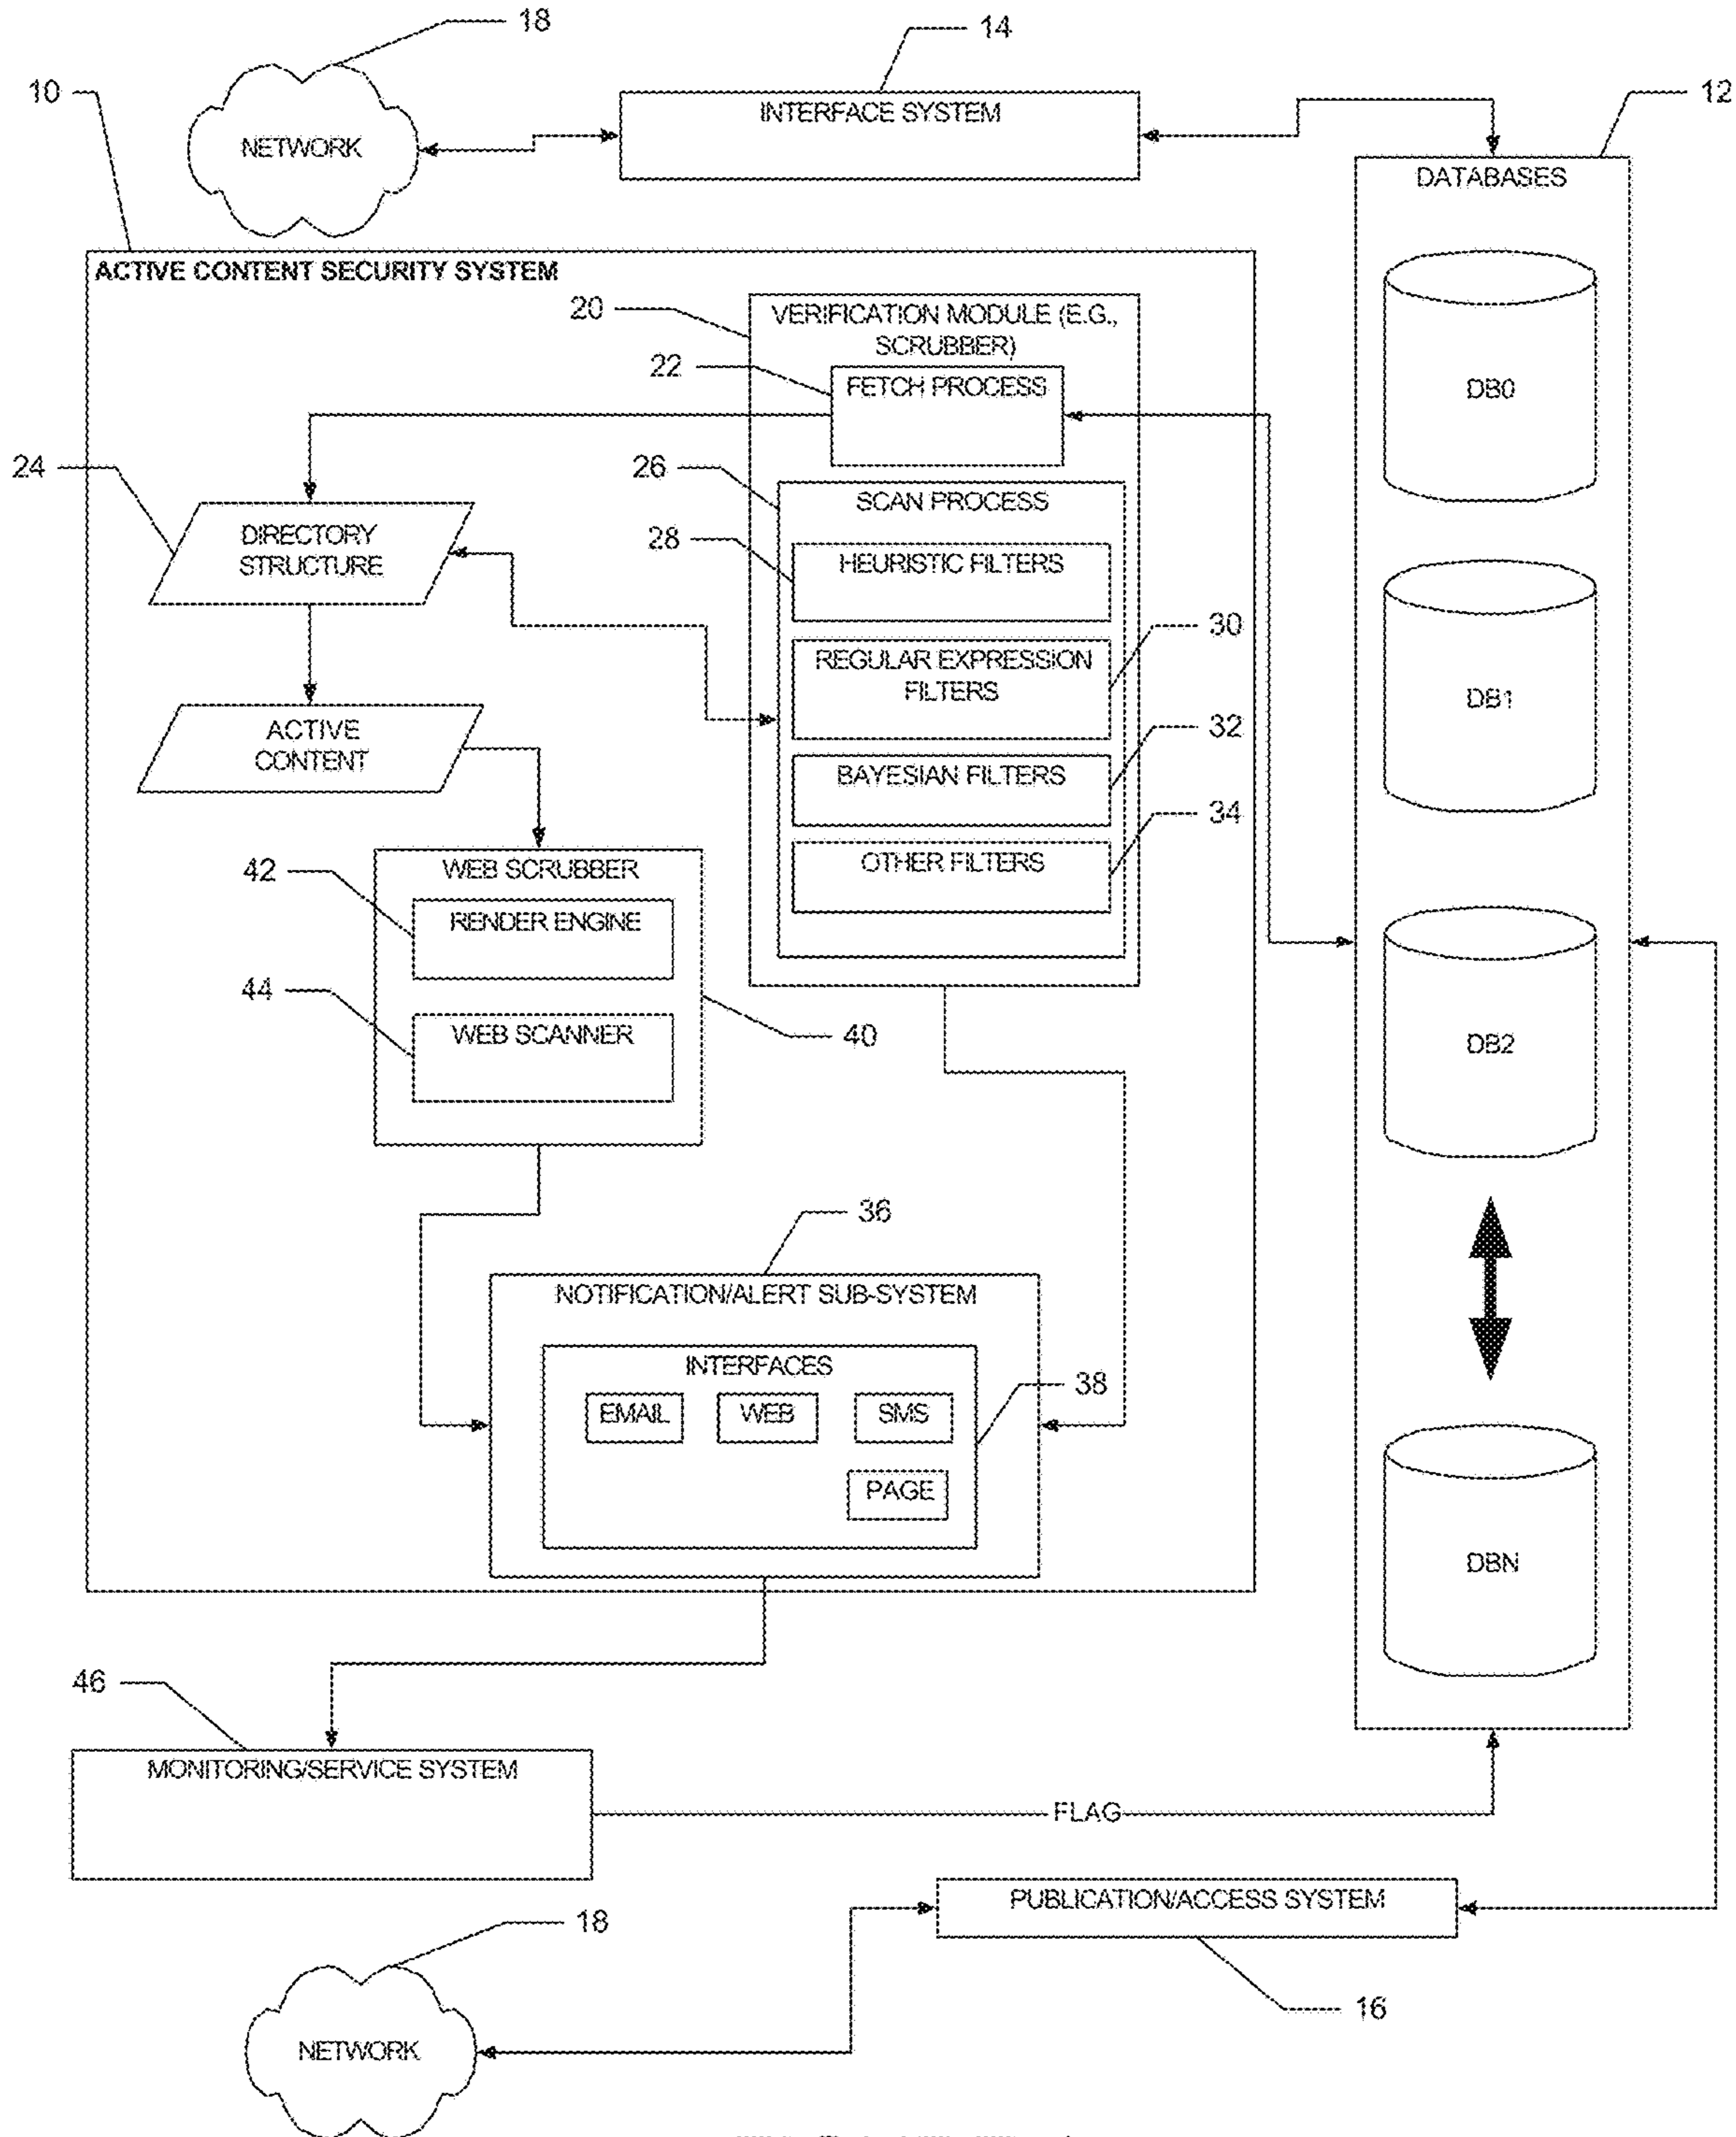 18
14
10
12
NETWORK
INTERFACE SYSTEM
DATABASES
ACTIVE CONTENT SECURITY SYSTEM
20
VERIFICATION MODULE (E.G.,
SCRUBBER)
22
FETCH PROCESS
DB0
24
26
SCAN PROCESS
DIRECTORY
STRUCTURE
28
HEURISTIC FILTERS
30
REGULAR EXPRESSION
FILTERS
DB1
ACTIVE
CONTENT
32
BAYESIAN FILTERS
34
OTHER FILTERS
WEB SCRUBBER
42
RENDER ENGINE
44
WEB SCANNER
40
DB2
36
NOTIFICATION/ALERT SUB-SYSTEM
INTERFACES
38
EMAIL
WEB
SMS
PAGE
DBN
46
MONITORING/SERVICE SYSTEM
FLAG
PUBLICATION/ACCESS SYSTEM
18
16
NETWORK